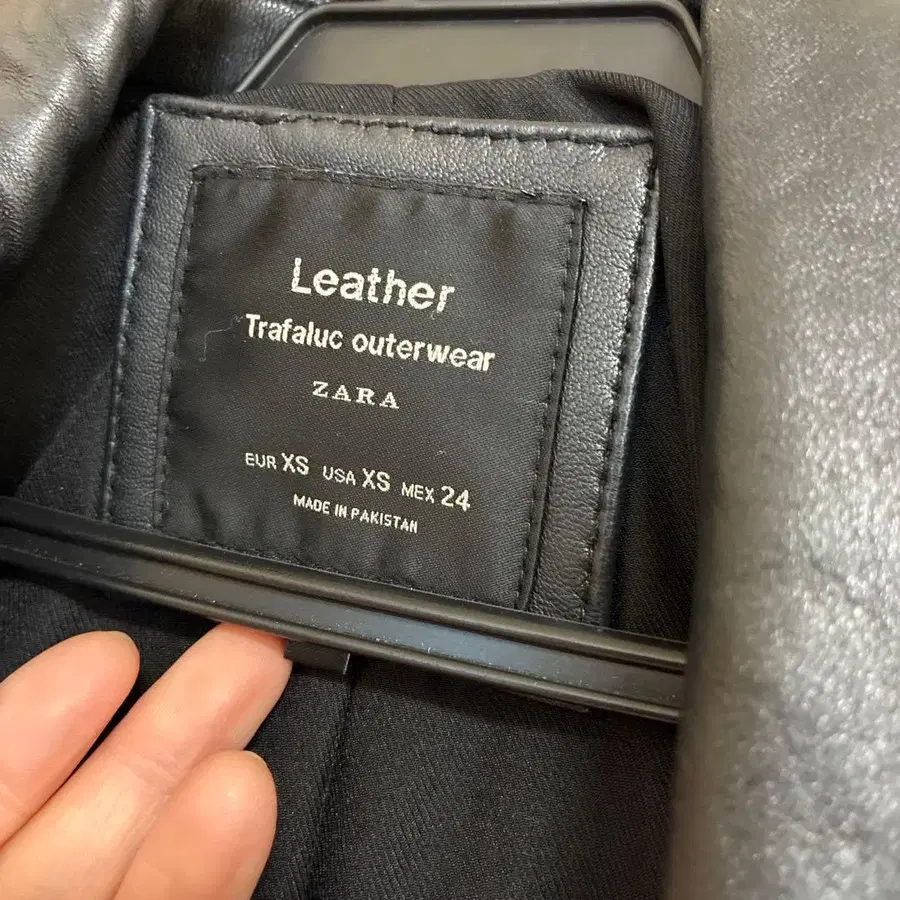 Leather
Trafaluc outerwear
ZARA
EUR XS USA XS MEX 24
MADE IN PAKISTAN